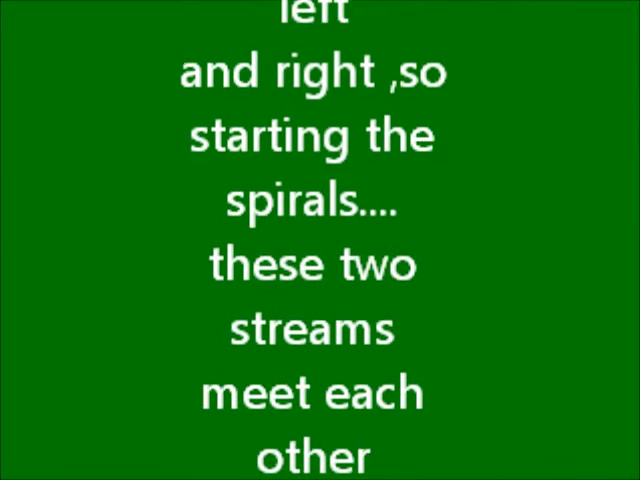 left
and right ,so
starting the
spirals....
these two
streams
meet each
other